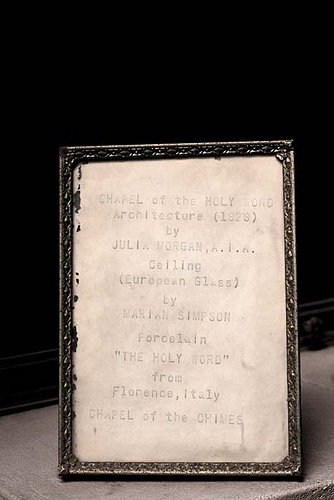 CHAPEL of the HOLY WORD
Architecture (1929)
by
JULIA MORGAN,A.I.A.
Ceiling
(European Glass)
by
MARIAN SIMPSON
Porcelain
"THE HOLY WORD"
from
Florence,Italy
CHAPEL of the CHIMES